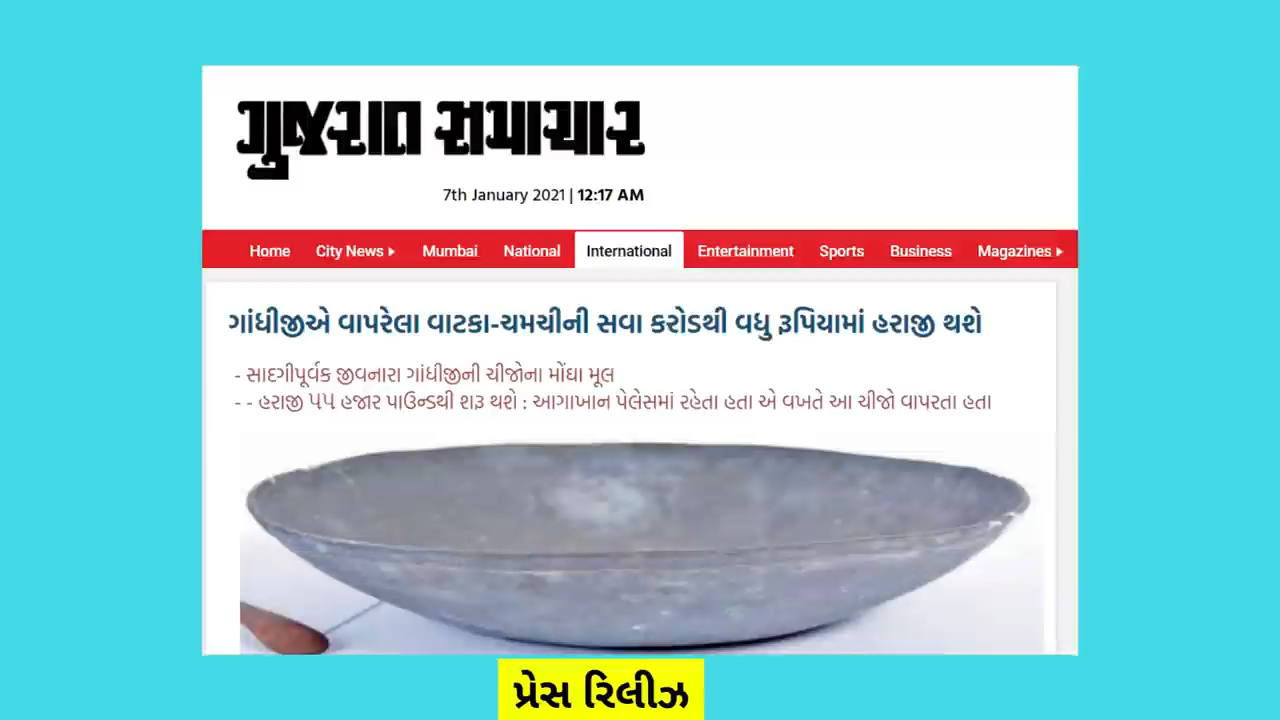 ગુજરાત સમાચાર
7th January 2021 | 12:17 AM
Home City News Mumbai National International Entertainment Sports Business Magazines
ગાંધીજીએ વાપરેલા વાટકા-ચમચીની સવા કરોડથી વધુ રૂપિયામાં હરાજી થશે
- સાદગીપૂર્વક જીવનારા ગાંધીજીની ચીજોના મોંઘા મૂલ
- - હરાજી ૫૫ હજાર પાઉન્ડથી શરૂ થશે : આગાખાન પેલેસમાં રહેતા હતા એ વખતે આ ચીજો વાપરતા હતા
પ્રેસ રિલીઝ